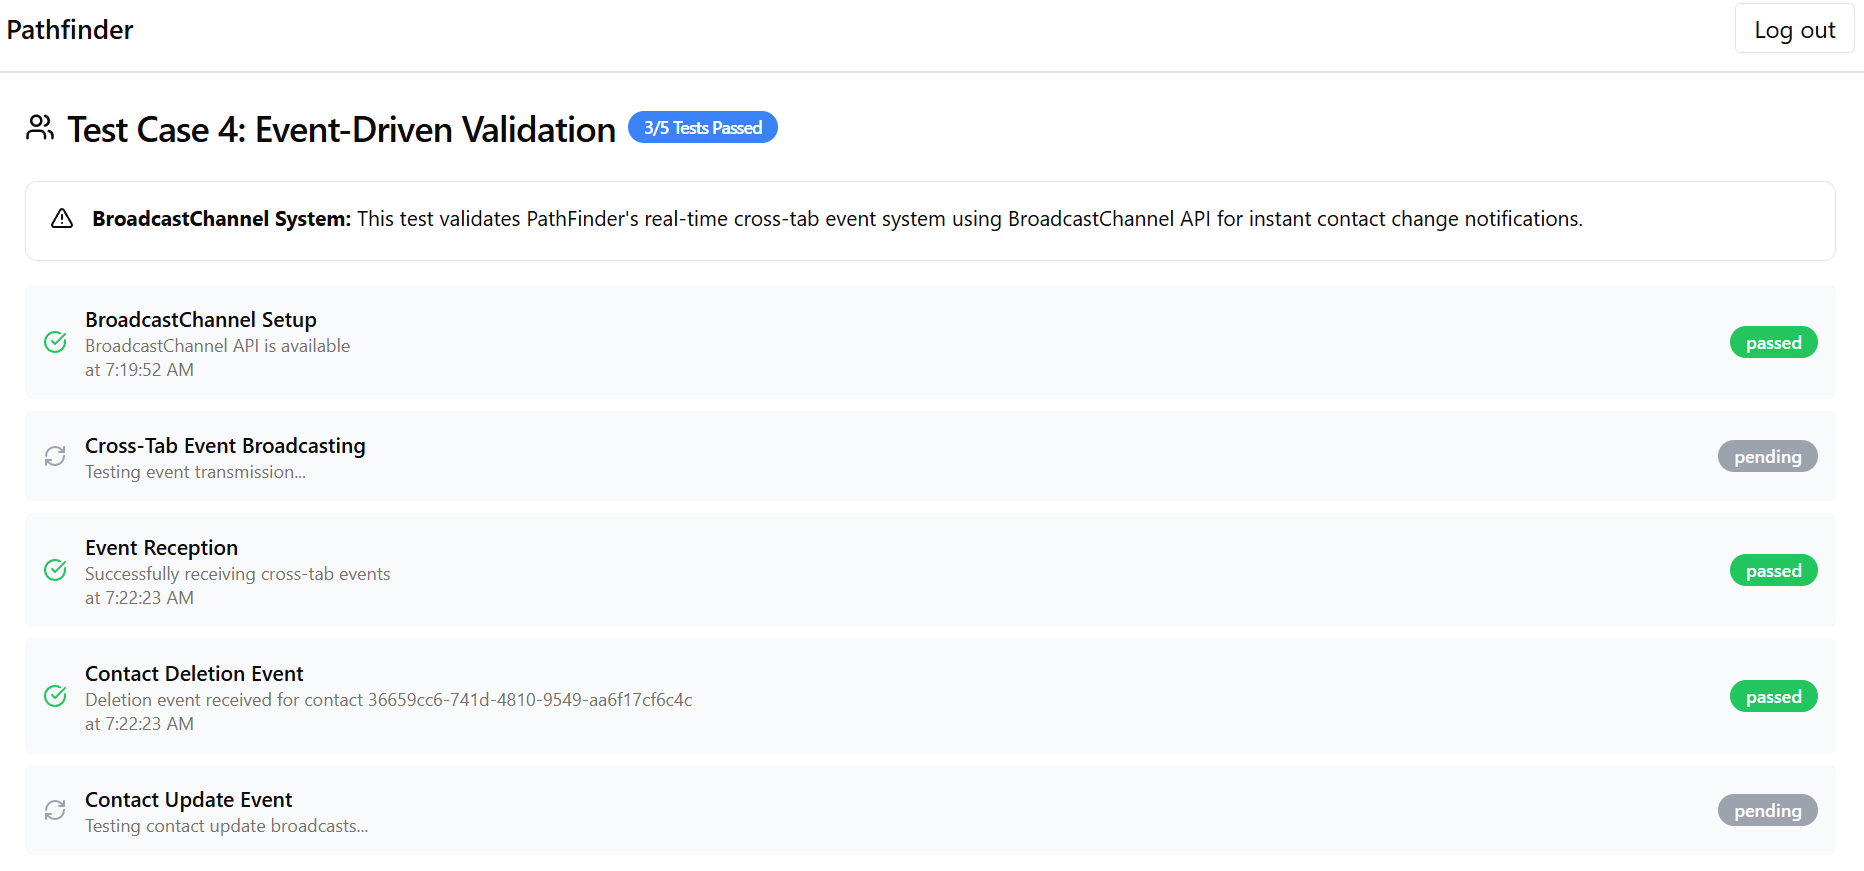 Pathfinder
Log out
Test Case 4: Event-Driven Validation
3/5 Tests Passed
BroadcastChannel System: This test validates PathFinder's real-time cross-tab event system using BroadcastChannel API for instant contact change notifications.
BroadcastChannel Setup
BroadcastChannel API is available
at 7:19:52 AM
passed
Cross-Tab Event Broadcasting
Testing event transmission...
pending
Event Reception
Successfully receiving cross-tab events
at 7:22:23 AM
passed
Contact Deletion Event
Deletion event received for contact 36659cc6-741d-4810-9549-aa6f17cf6c4c
at 7:22:23 AM
passed
Contact Update Event
Testing contact update broadcasts...
pending